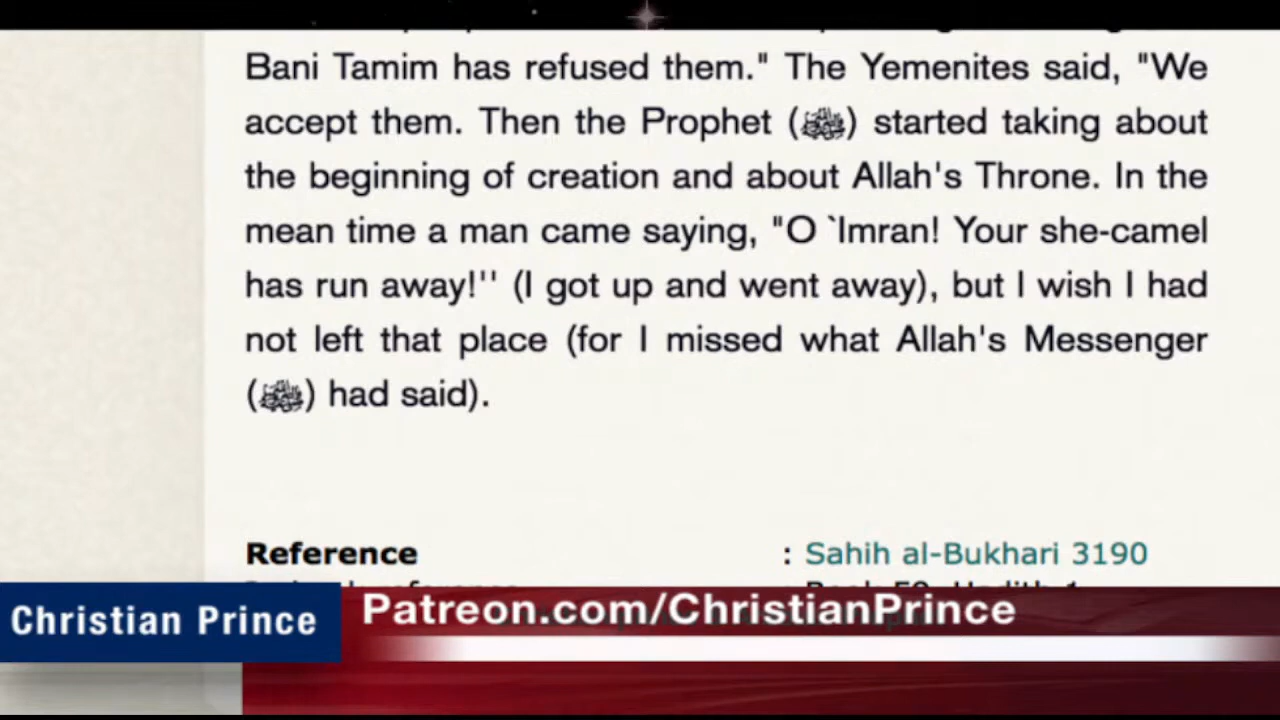 Bani Tamim has refused them." The Yemenites said, "We
accept them. Then the Prophet (ﷺ) started taking about
the beginning of creation and about Allah's Throne. In the
mean time a man came saying, "O `Imran! Your she-camel
has run away!'' (I got up and went away), but I wish I had
not left that place (for I missed what Allah's Messenger
(ﷺ) had said).
Reference : Sahih al-Bukhari 3190
Christian Prince
Patreon.com/ChristianPrince